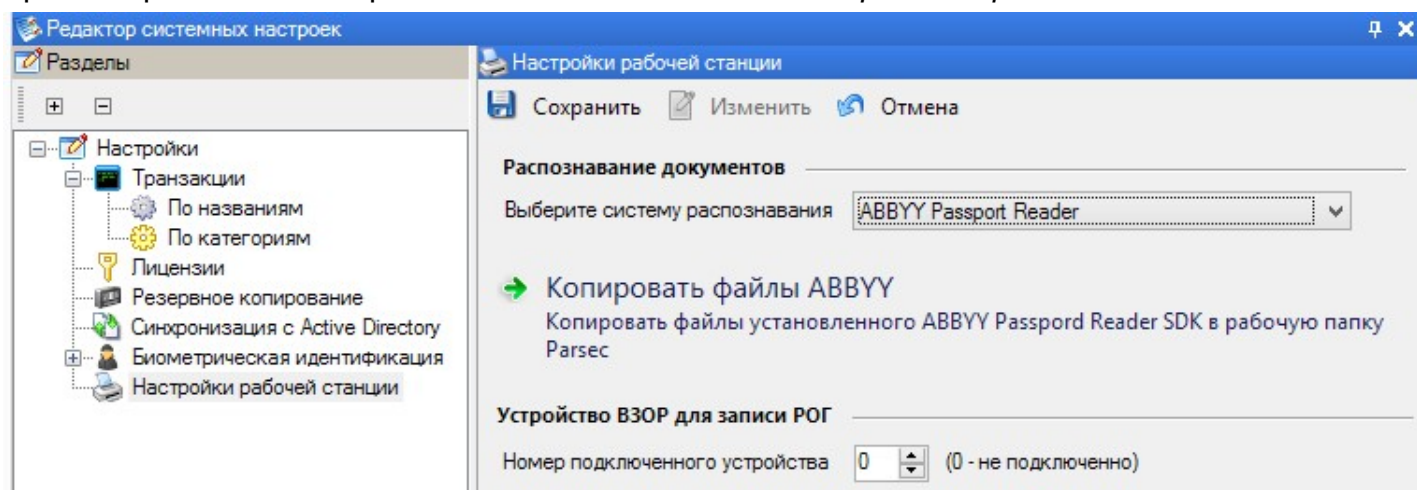 Редактор системных настроек
Разделы
Настройки
Транзакции
По названиям
По категориям
Лицензии
Резервное копирование
Синхронизация с Active Directory
Биометрическая идентификация
Настройки рабочей станции
Настройки рабочей станции
Сохранить Изменить Отмена
Распознавание документов
Выберите систему распознавания ABBYY Passport Reader
Копировать файлы ABBYY
Копировать файлы установленного ABBYY Passpord Reader SDK в рабочую папку
Parsec
Устройство ВЗОР для записи РОГ
Номер подключенного устройства 0 (0 - не подключенно)